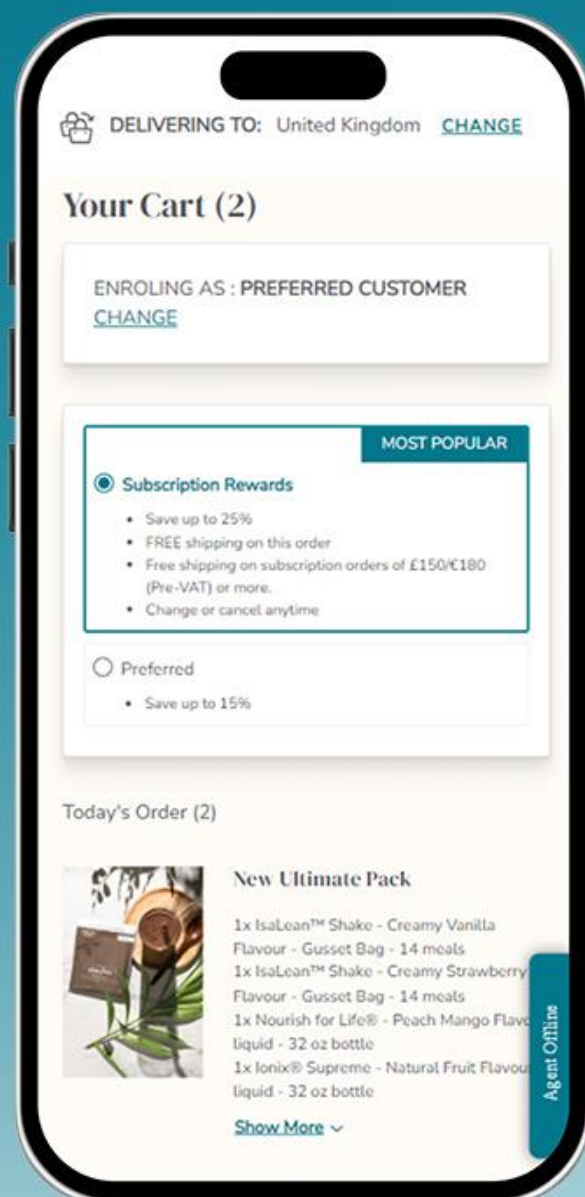 DELIVERING TO: United Kingdom CHANGE
Your Cart (2)
ENROLING AS : PREFERRED CUSTOMER
CHANGE
MOST POPULAR
Subscription Rewards
• Save up to 25%
• FREE shipping on this order
• Free shipping on subscription orders of £150/€180
(Pre-VAT) or more.
• Change or cancel anytime
Preferred
• Save up to 15%
Today's Order (2)
New Ultimate Pack
1x IsaLean™ Shake - Creamy Vanilla
Flavour - Gusset Bag - 14 meals
1x IsaLean™ Shake - Creamy Strawberry
Flavour - Gusset Bag - 14 meals
1x Nourish for Life® - Peach Mango Flavo
liquid - 32 oz bottle
1x Ionix® Supreme - Natural Fruit Flavou
liquid - 32 oz bottle
Show More
Agent Offline